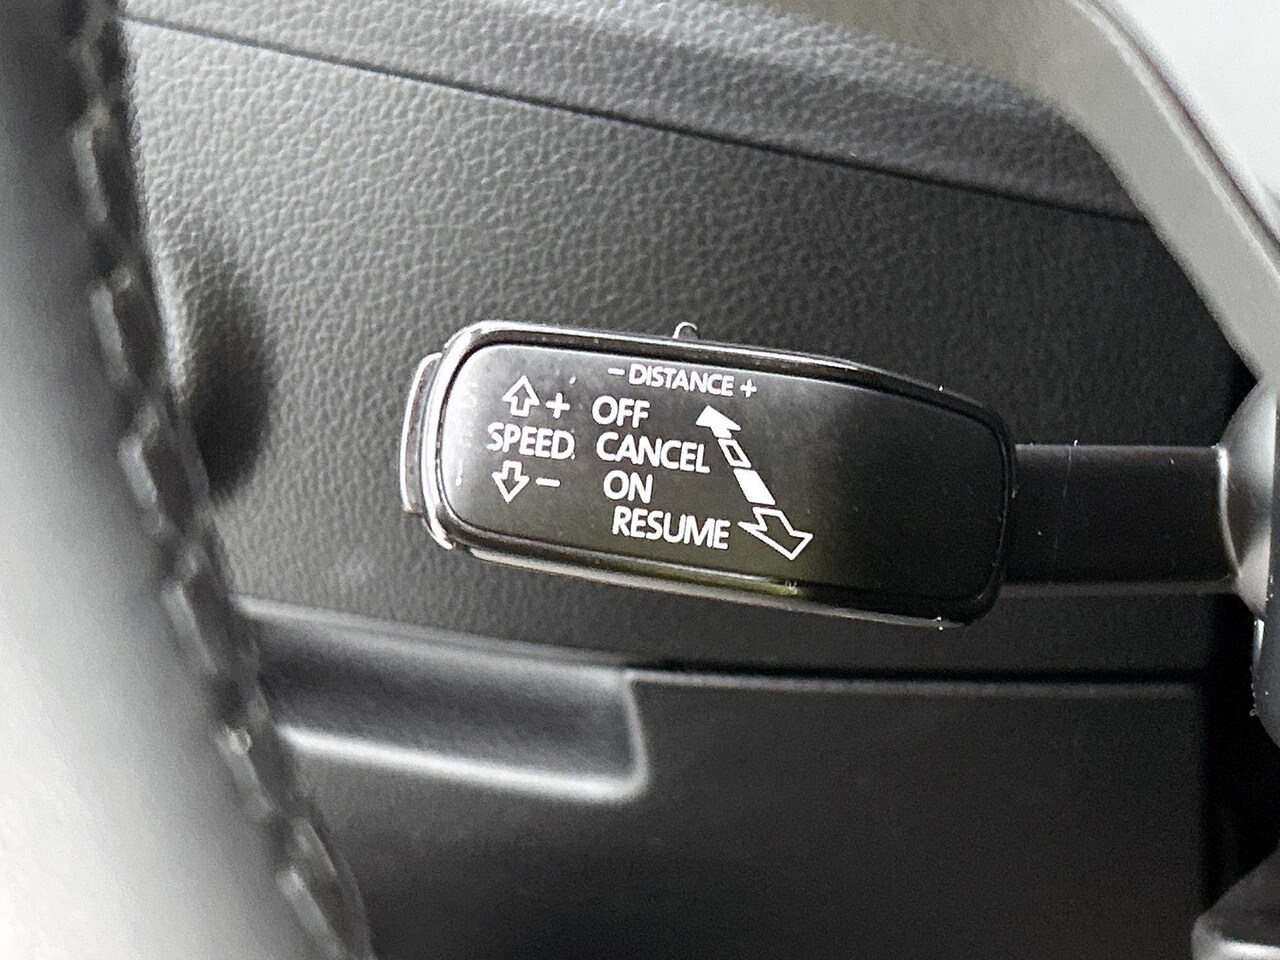 – DISTANCE +
+ OFF
SPEED CANCEL
– ON
RESUME